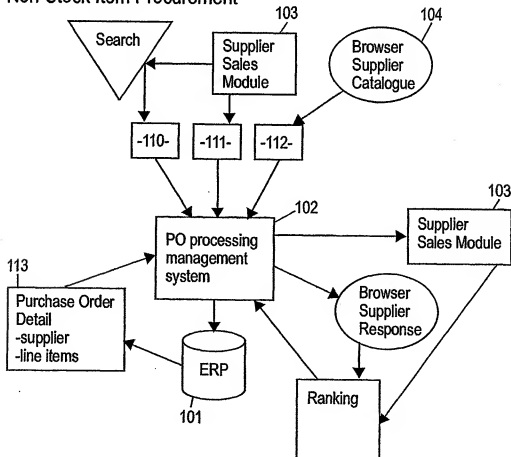 Non Stock Item Procurement
103
104
Search
Supplier
Sales
Module
Browser
Supplier
Catalogue
-110-
-111-
-112-
102
103
PO processing
management
system
Supplier
Sales Module
113
Purchase Order
Detail
-supplier
-line items
Browser
Supplier
Response
ERP
101
Ranking